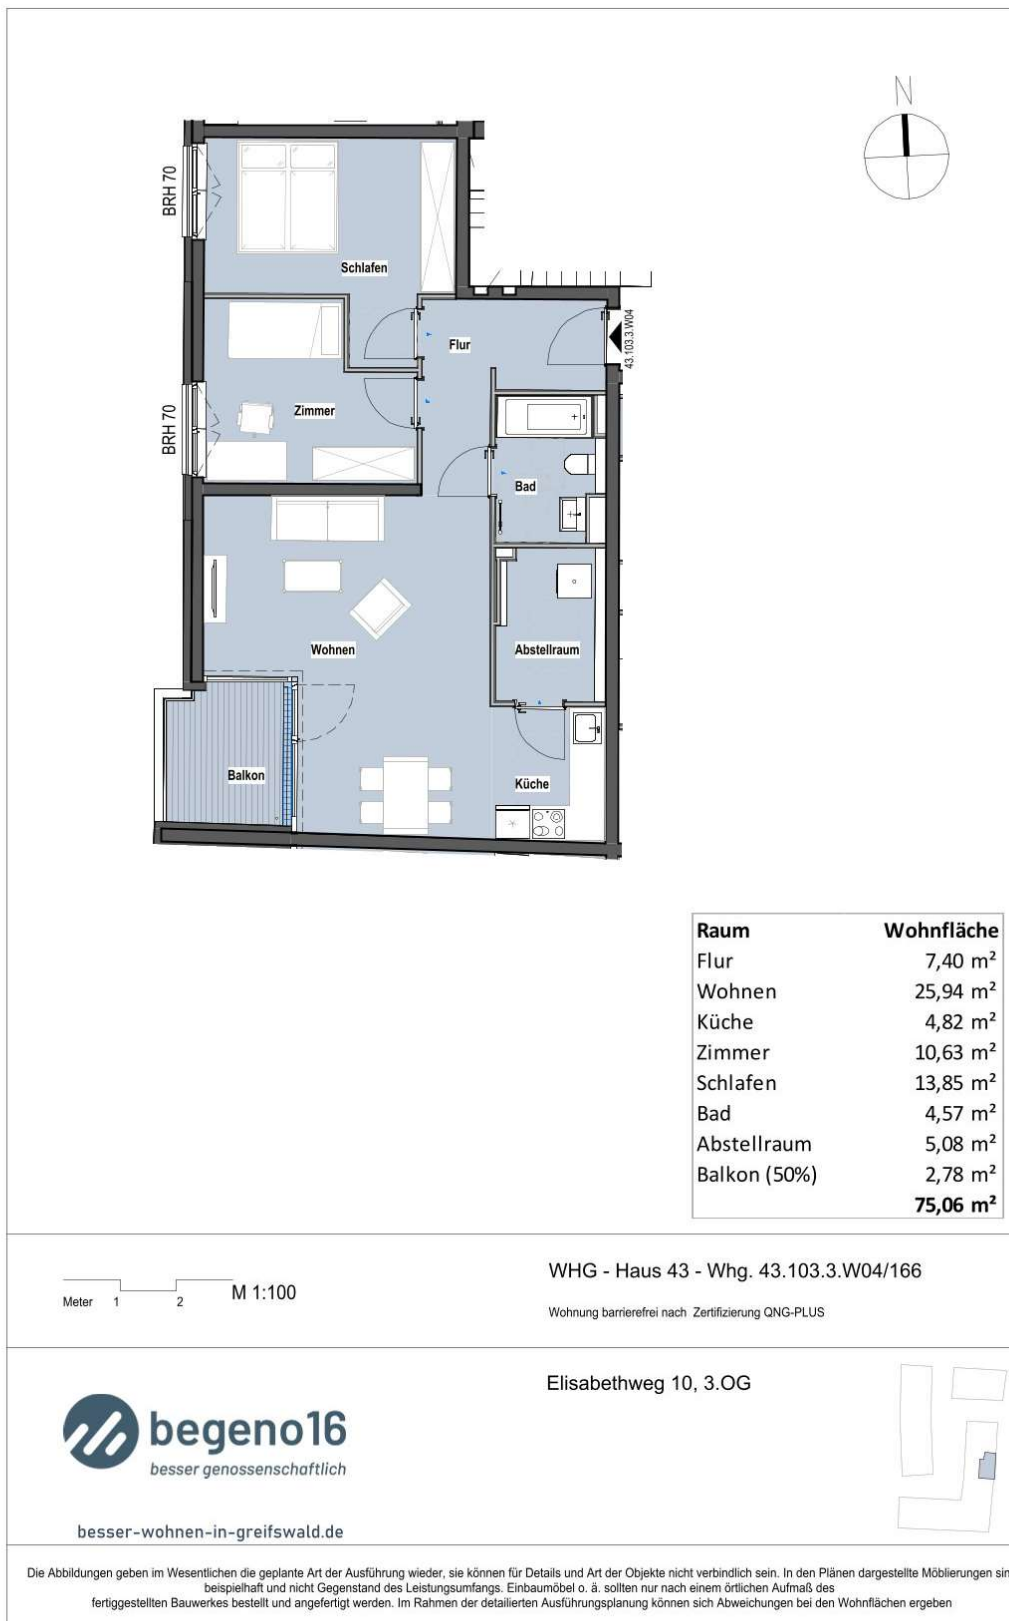 N
BRH 70
Schlafen
Flur
43.103.3.W04
Zimmer
BRH 70
Bad
Wohnen
Abstellraum
Balkon
Küche
Raum Wohnfläche
Flur 7,40 m²
Wohnen 25,94 m²
Küche 4,82 m²
Zimmer 10,63 m²
Schlafen 13,85 m²
Bad 4,57 m²
Abstellraum 5,08 m²
Balkon (50%) 2,78 m²
75,06 m²
Meter 1 2 M 1:100
WHG - Haus 43 - Whg. 43.103.3.W04/166
Wohnung barrierefrei nach Zertifizierung QNG-PLUS
Elisabethweg 10, 3.OG
begeno16
besser genossenschaftlich
besser-wohnen-in-greifswald.de
Die Abbildungen geben im Wesentlichen die geplante Art der Ausführung wieder, sie können für Details und Art der Objekte nicht verbindlich sein. In den Plänen dargestellte Möblierungen sin
beispielhaft und nicht Gegenstand des Leistungsumfangs. Einbaumöbel o. ä. sollten nur nach einem örtlichen Aufmaß des
fertiggestellten Bauwerkes bestellt und angefertigt werden. Im Rahmen der detailierten Ausführungsplanung können sich Abweichungen bei den Wohnflächen ergeben